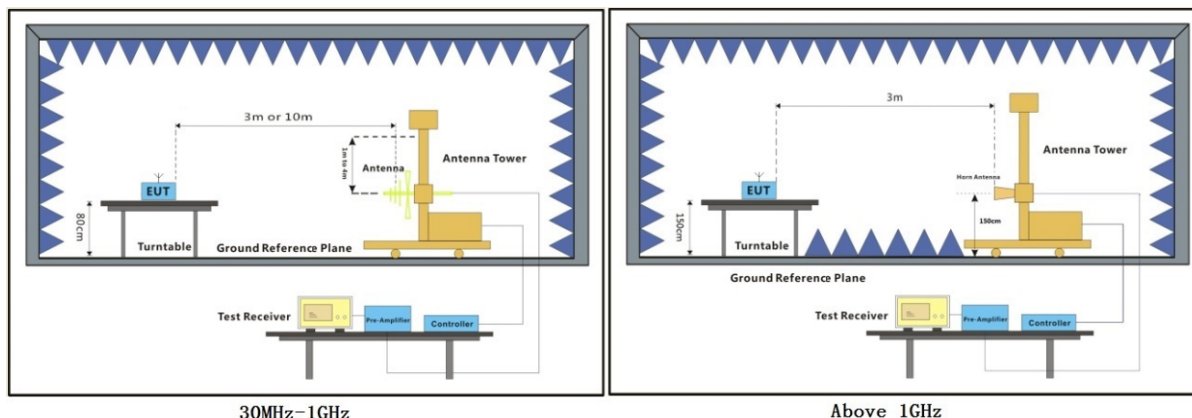 3m or 10m
1m to 4m
Antenna
Antenna Tower
EUT
80cm
Turntable
Ground Reference Plane
Test Receiver
Pre-Amplifier
Controller
30MHz-1GHz
3m
Antenna Tower
Horn Antenna
EUT
150cm
150cm
Turntable
Ground Reference Plane
Test Receiver
Pre-Amplifier
Controller
Above 1GHz